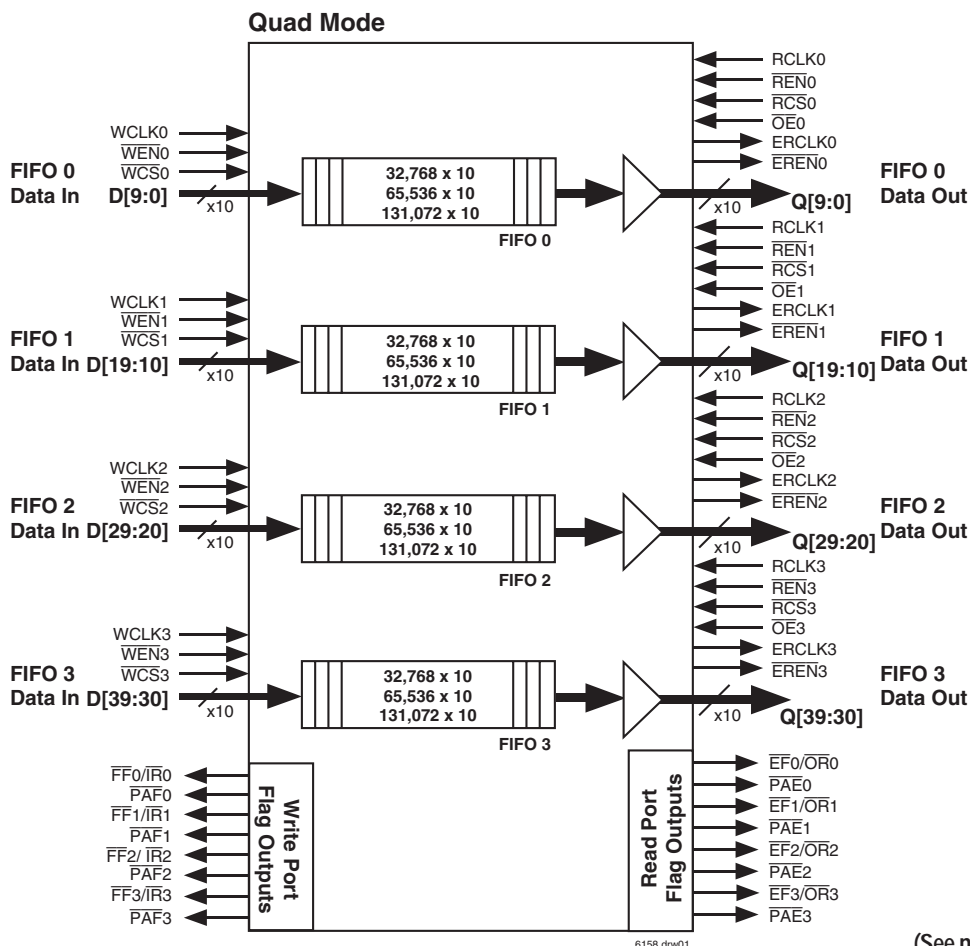 Quad Mode
RCLK0
REN0
RCS0
OE0
ERCLK0
EREN0
WCLK0
WEN0
WCS0
FIFO 0
Data In D[9:0]
x10
32,768 x 10
65,536 x 10
131,072 x 10
FIFO 0
x10
Q[9:0]
FIFO 0
Data Out
RCLK1
REN1
RCS1
OE1
ERCLK1
EREN1
WCLK1
WEN1
WCS1
FIFO 1
Data In D[19:10]
x10
32,768 x 10
65,536 x 10
131,072 x 10
FIFO 1
x10
Q[19:10]
FIFO 1
Data Out
RCLK2
REN2
RCS2
OE2
ERCLK2
EREN2
WCLK2
WEN2
WCS2
FIFO 2
Data In D[29:20]
x10
32,768 x 10
65,536 x 10
131,072 x 10
FIFO 2
x10
Q[29:20]
FIFO 2
Data Out
RCLK3
REN3
RCS3
OE3
ERCLK3
EREN3
WCLK3
WEN3
WCS3
FIFO 3
Data In D[39:30]
x10
32,768 x 10
65,536 x 10
131,072 x 10
FIFO 3
x10
Q[39:30]
FIFO 3
Data Out
FF0/IR0
PAF0
FF1/IR1
PAF1
FF2/ IR2
PAF2
FF3/IR3
PAF3
Write Port
Flag Outputs
Read Port
Flag Outputs
EF0/OR0
PAE0
EF1/OR1
PAE1
EF2/OR2
PAE2
EF3/OR3
PAE3
6158 drw01
(See n